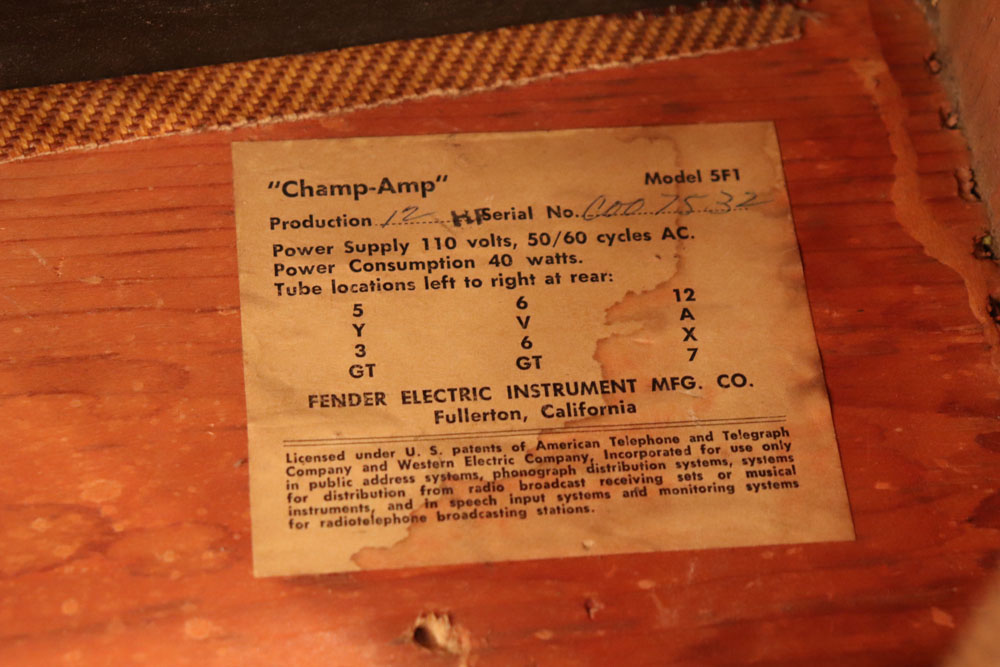 "Champ-Amp" Model 5F1
Production 12 HF Serial No. C007532
Power Supply 110 volts, 50/60 cycles AC.
Power Consumption 40 watts.
Tube locations left to right at rear:
5 6 12
Y V A
3 6 X
GT GT 7
FENDER ELECTRIC INSTRUMENT MFG. CO.
Fullerton, California
Licensed under U. S. patents of American Telephone and Telegraph
Company and Western Electric Company, Incorporated for use only
in public address systems, phonograph distribution systems, systems
for distribution from radio broadcast receiving sets or musical
instruments, and in speech input systems and monitoring systems
for radiotelephone broadcasting stations.